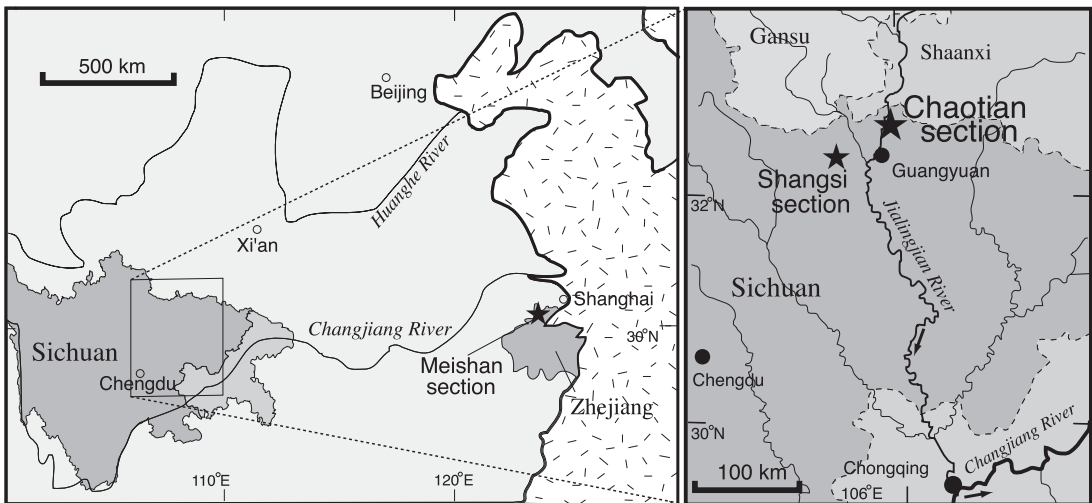 500 km
Beijing
Huanghe River
Xi'an
Shanghai
Changjiang River
30°N
Sichuan
Meishan
section
Chengdu
Zhejiang
110°E
120°E
Gansu
Shaanxi
Chaotian
section
Guangyuan
Shangsi
section
32°N
Jialingjian River
Sichuan
Chengdu
30°N
Changjiang River
Chongqing
100 km
106°E